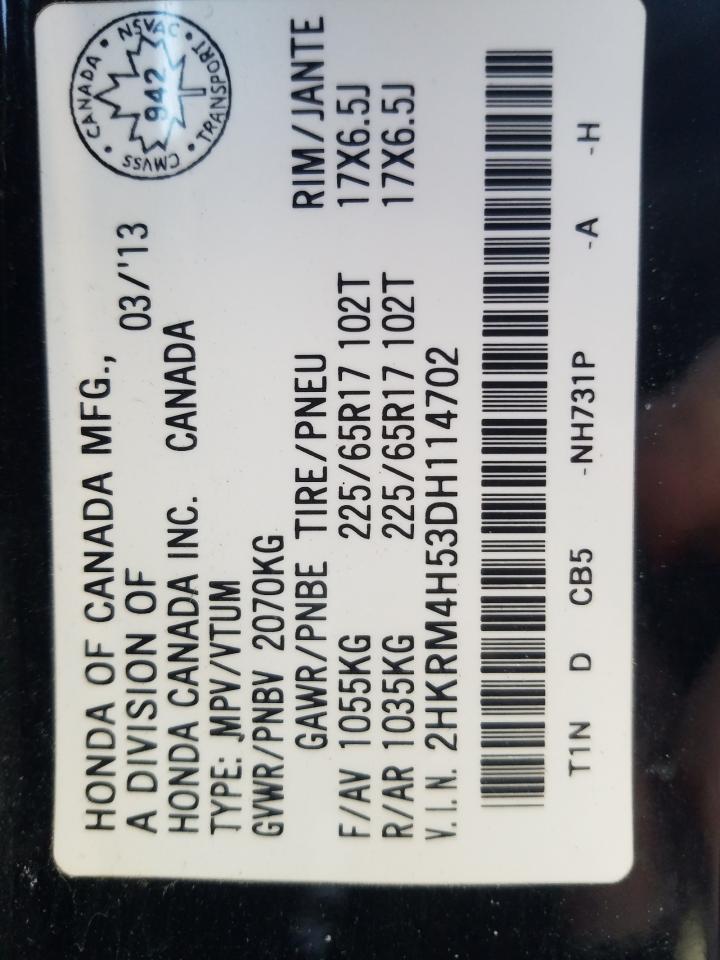 HONDA OF CANADA MFG.,
A DIVISION OF 03/'13
HONDA CANADA INC. CANADA
TYPE: MPV/VTUM
GVWR/PNBV 2070KG
GAWR/PNBE TIRE/PNEU RIM/JANTE
F/AV 1055KG 225/65R17 102T 17X6.5J
R/AR 1035KG 225/65R17 102T 17X6.5J
V.I.N. 2HKRM4H53DH114702
T1N D CB5 -NH731P -A -H
CANADA • NSVAC • TRANSPORT • CMVSS •
942